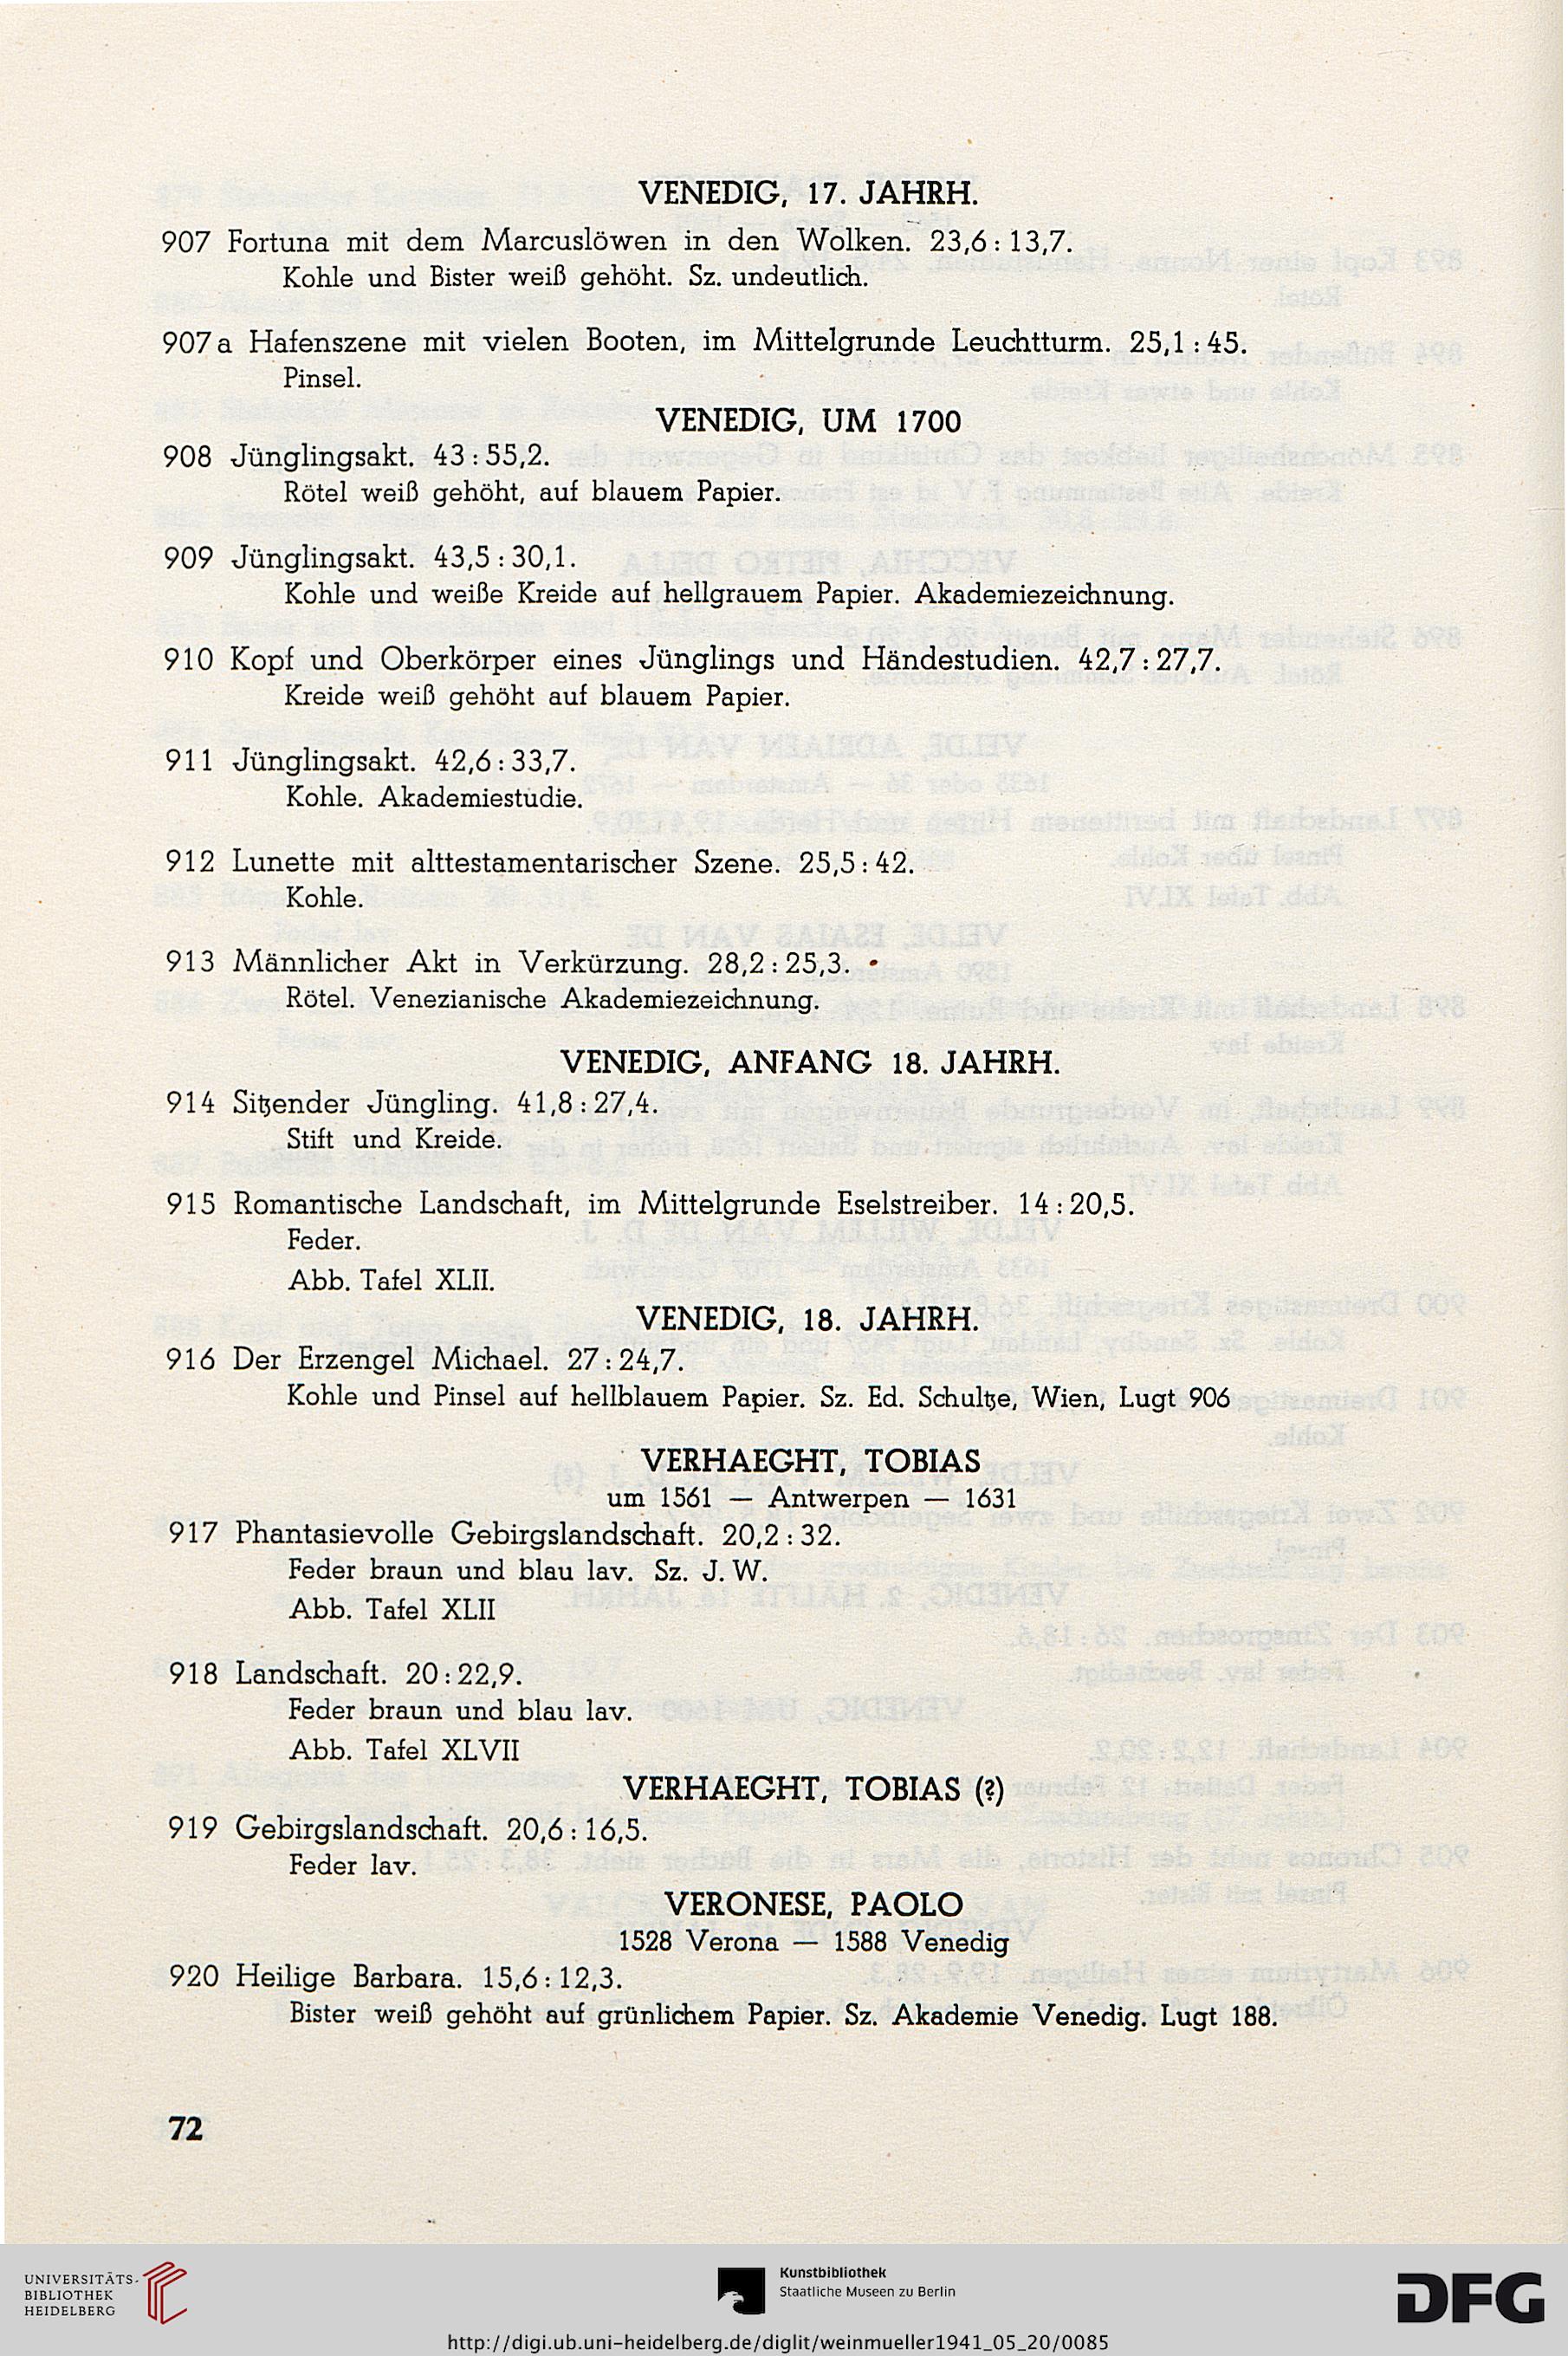 VENEDIG, 17. JAHRH.
907 Fortuna mit dem Marcuslöwen in den Wolken. 23,6 : 13,7.
Kohle und Bister weiß gehöht. Sz. undeutlich.
907a Hafenszene mit vielen Booten, im Mittelgrunde Leuchtturm. 25,1 : 45.
Pinsel.
VENEDIG, UM 1700
908 Jünglingsakt. 43 : 55,2.
Rötel weiß gehöht, auf blauem Papier.
909 Jünglingsakt. 43,5 : 30,1.
Kohle und weiße Kreide auf hellgrauem Papier. Akademiezeichnung.
910 Kopf und Oberkörper eines Jünglings und Händestudien. 42,7 : 27,7.
Kreide weiß gehöht auf blauem Papier.
911 Jünglingsakt. 42,6 : 33,7.
Kohle. Akademiestudie.
912 Lunette mit alttestamentarischer Szene. 25,5 : 42.
Kohle.
913 Männlicher Akt in Verkürzung. 28,2 : 25,3.
Rötel. Venezianische Akademiezeichnung.
VENEDIG, ANFANG 18. JAHRH.
914 Sitzender Jüngling. 41,8 : 27,4.
Stift und Kreide.
915 Romantische Landschaft, im Mittelgrunde Eselstreiber. 14 : 20,5.
Feder.
Abb. Tafel XLII.
VENEDIG, 18. JAHRH.
916 Der Erzengel Michael. 27 : 24,7.
Kohle und Pinsel auf hellblauem Papier. Sz. Ed. Schultze, Wien, Lugt 906
VERHAEGHT, TOBIAS
um 1561 — Antwerpen — 1631
917 Phantasievolle Gebirgslandschaft. 20,2 : 32.
Feder braun und blau lav. Sz. J. W.
Abb. Tafel XLII
918 Landschaft. 20 : 22,9.
Feder braun und blau lav.
Abb. Tafel XLVII
VERHAEGHT, TOBIAS (?)
919 Gebirgslandschaft. 20,6 : 16,5.
Feder lav.
VERONESE, PAOLO
1528 Verona — 1588 Venedig
920 Heilige Barbara. 15,6 : 12,3.
Bister weiß gehöht auf grünlichem Papier. Sz. Akademie Venedig. Lugt 188.
72
UNIVERSITÄTS-
BIBLIOTHEK
HEIDELBERG
Kunstbibliothek
Staatliche Museen zu Berlin
DFG
http://digi.ub.uni-heidelberg.de/diglit/weinmueller1941_05_20/0085